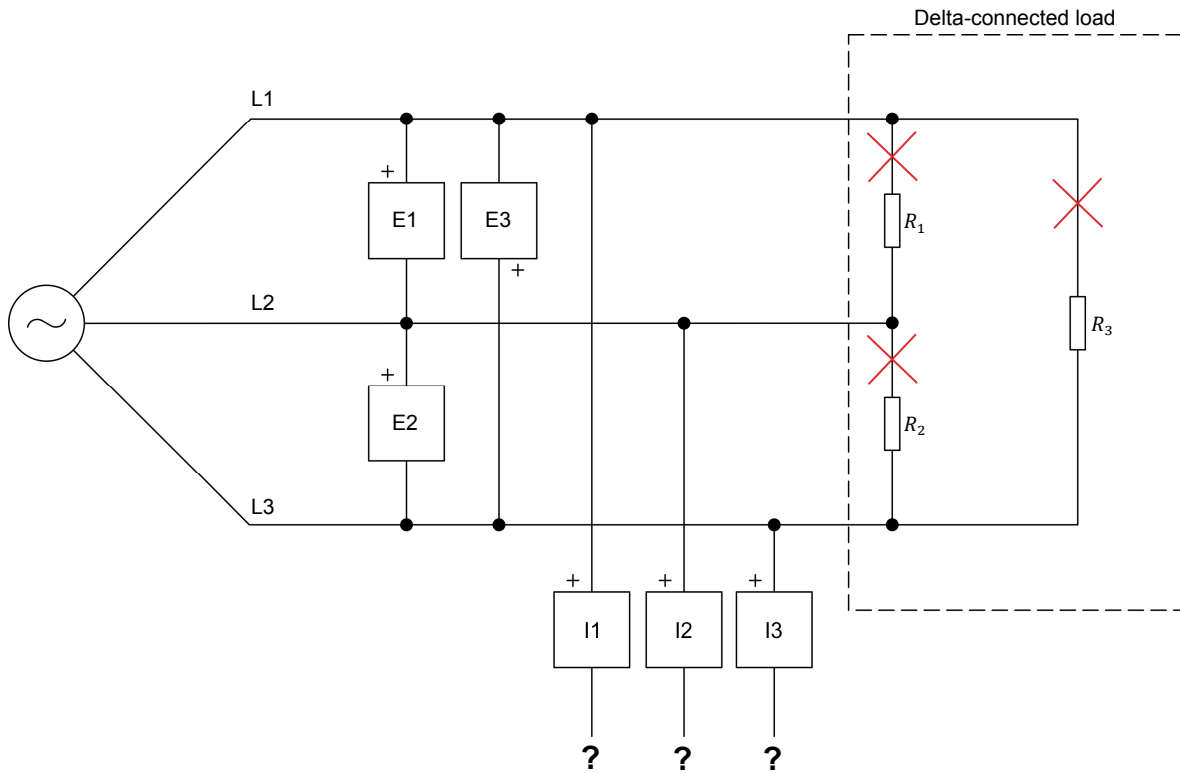 Delta-connected load
L1
+
E1
E3
+
R₁
L2
+
E2
R₂
R₃
L3
+
I1
+
I2
+
I3
?
?
?